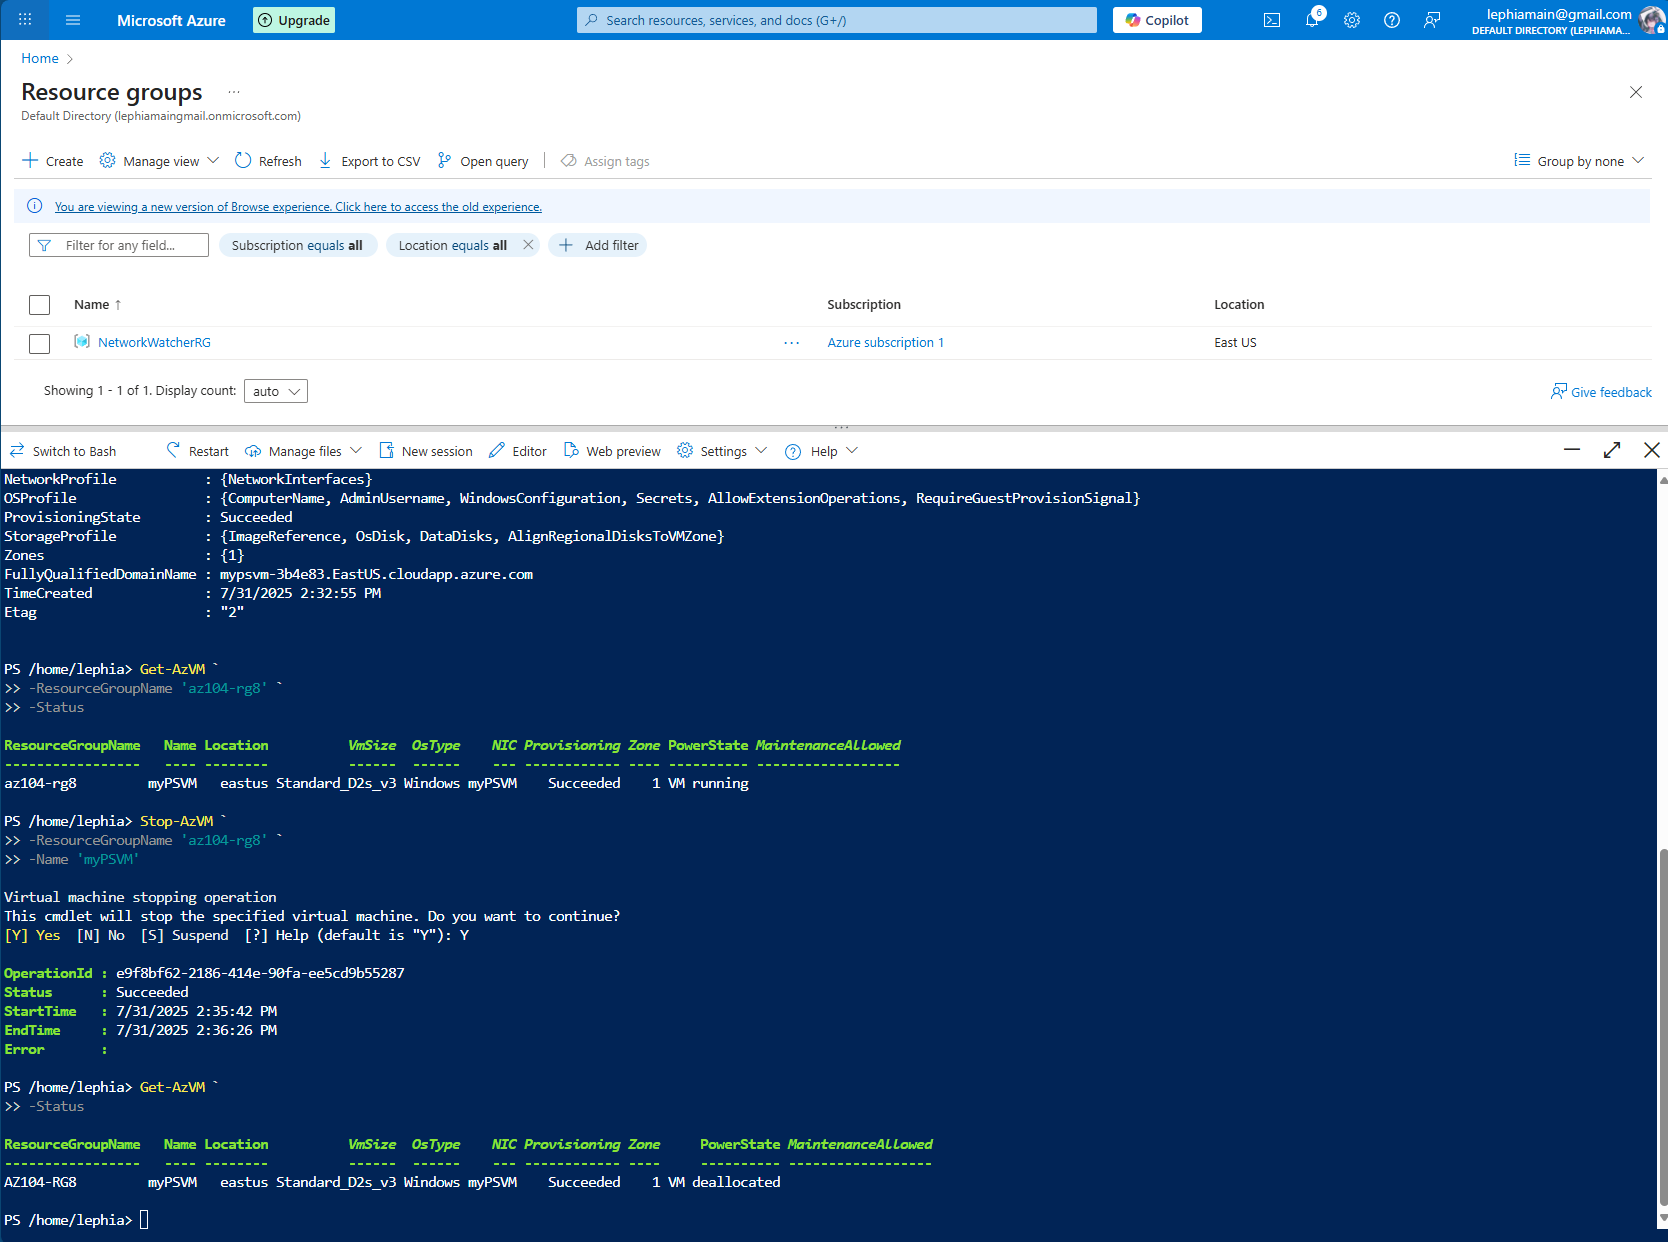 Microsoft Azure
Upgrade
Search resources, services, and docs (G+/)
Copilot
6
lephiamain@gmail.com
DEFAULT DIRECTORY (LEPHIAMA...
Home >
Resource groups ...
Default Directory (lephiamaingmail.onmicrosoft.com)
+ Create Manage view Refresh Export to CSV Open query | Assign tags Group by none
You are viewing a new version of Browse experience. Click here to access the old experience.
Filter for any field... Subscription equals all Location equals all Add filter
Name ↑ Subscription Location
NetworkWatcherRG ... Azure subscription 1 East US
Showing 1 - 1 of 1. Display count: auto Give feedback
Switch to Bash Restart Manage files New session Editor Web preview Settings Help
NetworkProfile : {NetworkInterfaces}
OSProfile : {ComputerName, AdminUsername, WindowsConfiguration, Secrets, AllowExtensionOperations, RequireGuestProvisionSignal}
ProvisioningState : Succeeded
StorageProfile : {ImageReference, OsDisk, DataDisks, AlignRegionalDisksToVMZone}
Zones : {1}
FullyQualifiedDomainName : mypsvm-3b4e83.EastUS.cloudapp.azure.com
TimeCreated : 7/31/2025 2:32:55 PM
Etag : "2"
PS /home/lephia> Get-AzVM `
>> -ResourceGroupName 'az104-rg8' `
>> -Status
ResourceGroupName Name Location VmSize OsType NIC Provisioning Zone PowerState MaintenanceAllowed
----------------- ---- -------- ------ ------ --- ------------ ---- ---------- ------------------
az104-rg8 myPSVM eastus Standard_D2s_v3 Windows myPSVM Succeeded 1 VM running
PS /home/lephia> Stop-AzVM `
>> -ResourceGroupName 'az104-rg8' `
>> -Name 'myPSVM'
Virtual machine stopping operation
This cmdlet will stop the specified virtual machine. Do you want to continue?
[Y] Yes [N] No [S] Suspend [?] Help (default is "Y"): Y
OperationId : e9f8bf62-2186-414e-90fa-ee5cd9b55287
Status : Succeeded
StartTime : 7/31/2025 2:35:42 PM
EndTime : 7/31/2025 2:36:26 PM
Error :
PS /home/lephia> Get-AzVM `
>> -Status
ResourceGroupName Name Location VmSize OsType NIC Provisioning Zone PowerState MaintenanceAllowed
----------------- ---- -------- ------ ------ --- ------------ ---- ---------- ------------------
AZ104-RG8 myPSVM eastus Standard_D2s_v3 Windows myPSVM Succeeded 1 VM deallocated
PS /home/lephia>